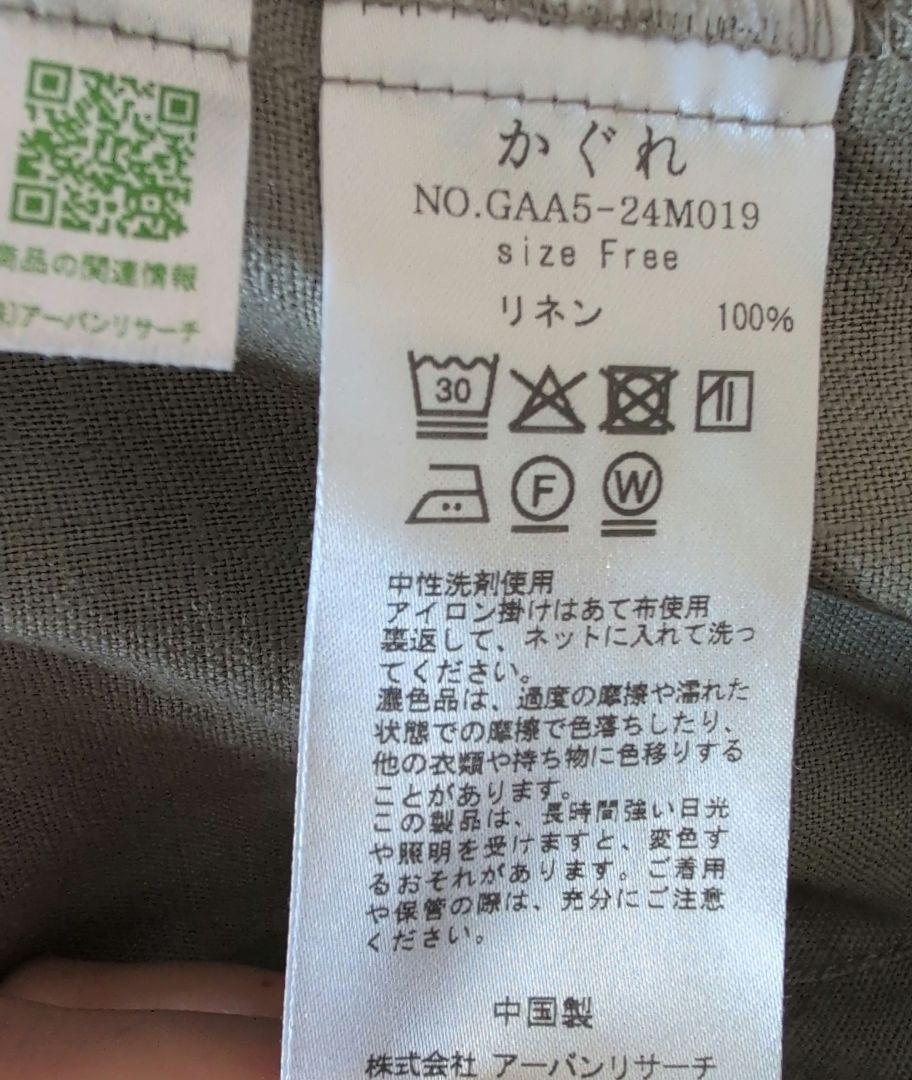 商品の関連情報
㈱アーバンリサーチ
かぐれ
NO.GAA5-24M019
size Free
リネン 100%
30
F W
中性洗剤使用
アイロン掛けはあて布使用
裏返して、ネットに入れて洗っ
てください。
濃色品は、過度の摩擦や濡れた
状態での摩擦で色落ちしたり、
他の衣類や持ち物に色移りする
ことがあります。
この製品は、長時間強い日光
や照明を受けますと、変色す
るおそれがあります。ご着用
や保管の際は、充分にご注意
ください。
中国製
株式会社 アーバンリサーチ